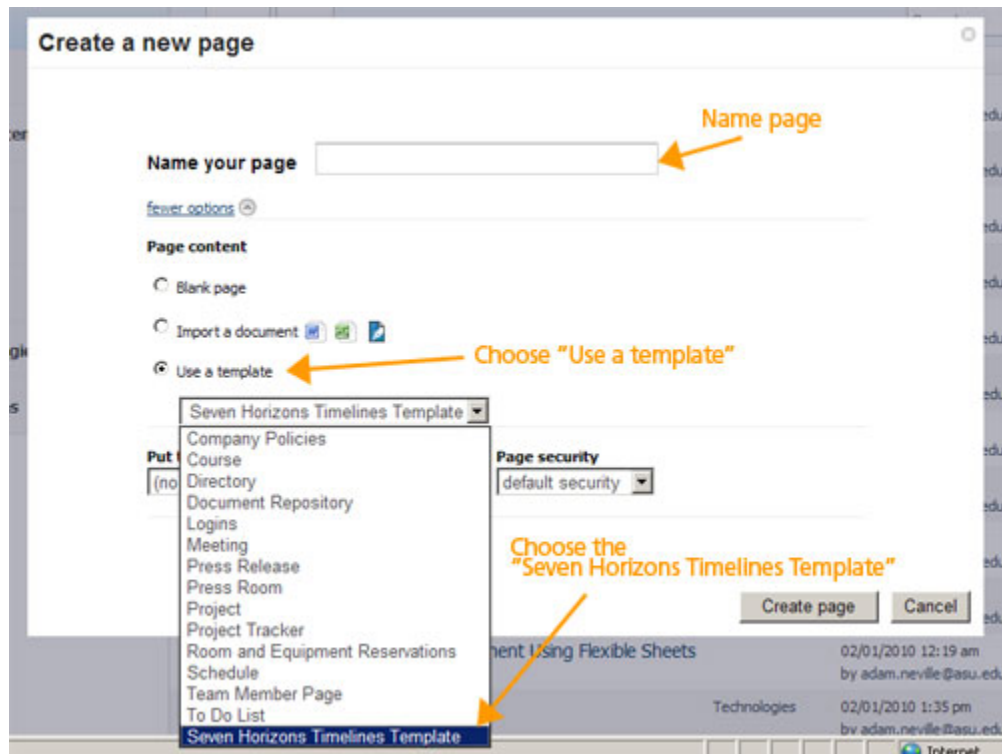 Create a new page
Name page
Name your page
fewer options
Page content
Blank page
Import a document
Choose "Use a template"
Use a template
Seven Horizons Timelines Template
Company Policies
Course
Directory
Document Repository
Logins
Meeting
Press Release
Press Room
Project
Project Tracker
Room and Equipment Reservations
Schedule
Team Member Page
To Do List
Seven Horizons Timelines Template
Put
(no
Page security
default security
Choose the
"Seven Horizons Timelines Template"
Create page Cancel
ment Using Flexible Sheets 02/01/2010 12:19 am
by adam.neville@asu.edu
Technologies 02/01/2010 1:35 pm
by adam.neville@asu.edu
Internet